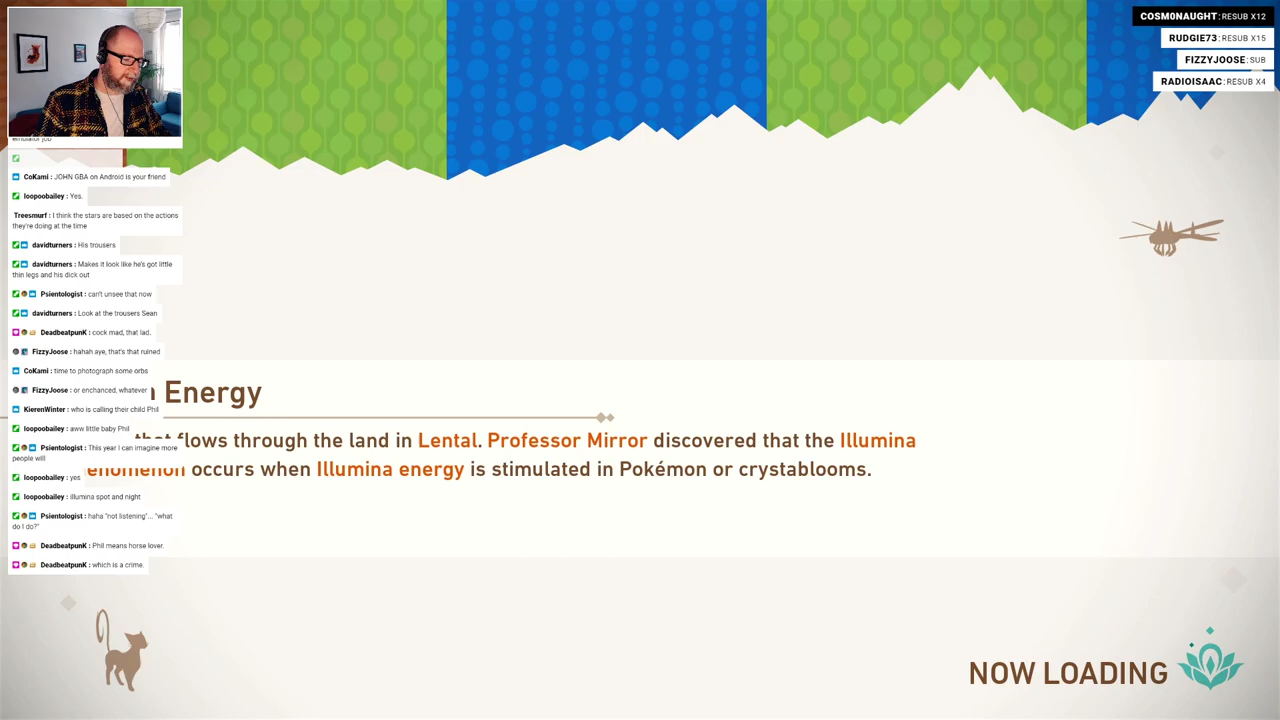 COSM0NAUGHT: RESUB X12
RUDGIE73: RESUB X15
FIZZYJOOSE: SUB
RADIOISAAC: RESUB X4
emulator job
CoKami : JOHN GBA on Android is your friend
loopoobailey : Yes.
Treesmurf : I think the stars are based on the actions
they're doing at the time
davidturners : His trousers
davidturners : Makes it look like he's got little
thin legs and his dick out
Psientologist : can't unsee that now
davidturners : Look at the trousers Sean
DeadbeatpunK : cock mad, that lad.
FizzyJoose : hahah aye, that's that ruined
CoKami : time to photograph some orbs
FizzyJoose : or enchanced, whatever
KierenWinter : who is calling their child Phil
loopoobailey : aww little baby Phil
Psientologist : This year I can imagine more
people will
loopoobailey : yes
loopoobailey : illumina spot and night
Psientologist : haha "not listening"... "what
do I do?"
DeadbeatpunK : Phil means horse lover.
DeadbeatpunK : which is a crime.
Energy
that flows through the land in Lental. Professor Mirror discovered that the Illumina
enomenon occurs when Illumina energy is stimulated in Pokémon or crystablooms.
NOW LOADING